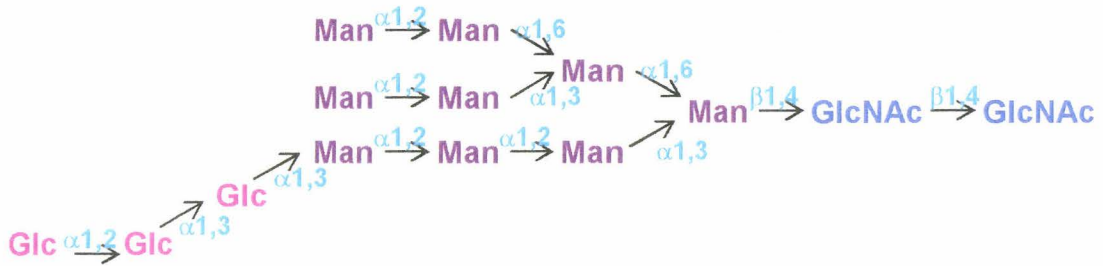 Man α1,2 Man α1,6
Man α1,2 Man α1,3 Man α1,6
Man β1,4 GlcNAc β1,4 GlcNAc
Man α1,2 Man α1,2 Man α1,3
Glc α1,3
Glc α1,2 Glc α1,3